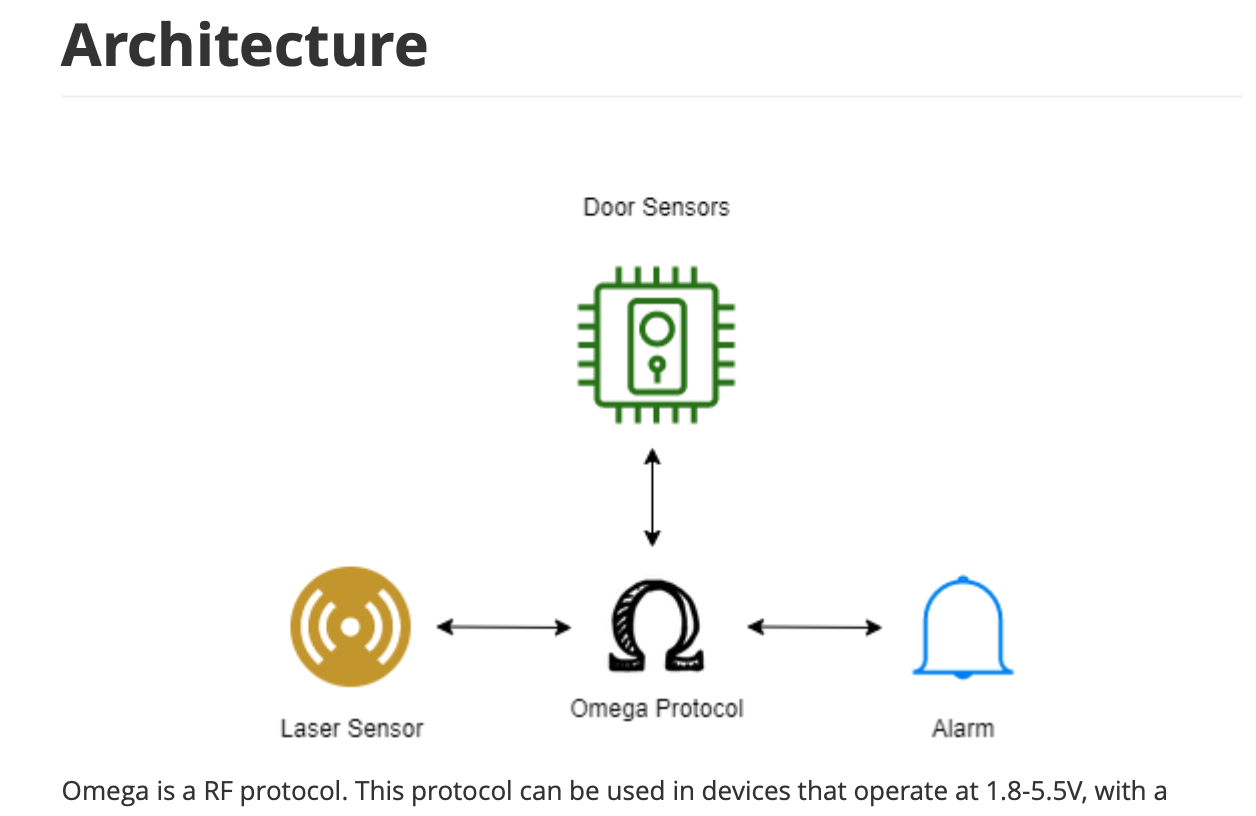 Architecture
Door Sensors
Omega Protocol
Laser Sensor
Alarm
Omega is a RF protocol. This protocol can be used in devices that operate at 1.8-5.5V, with a